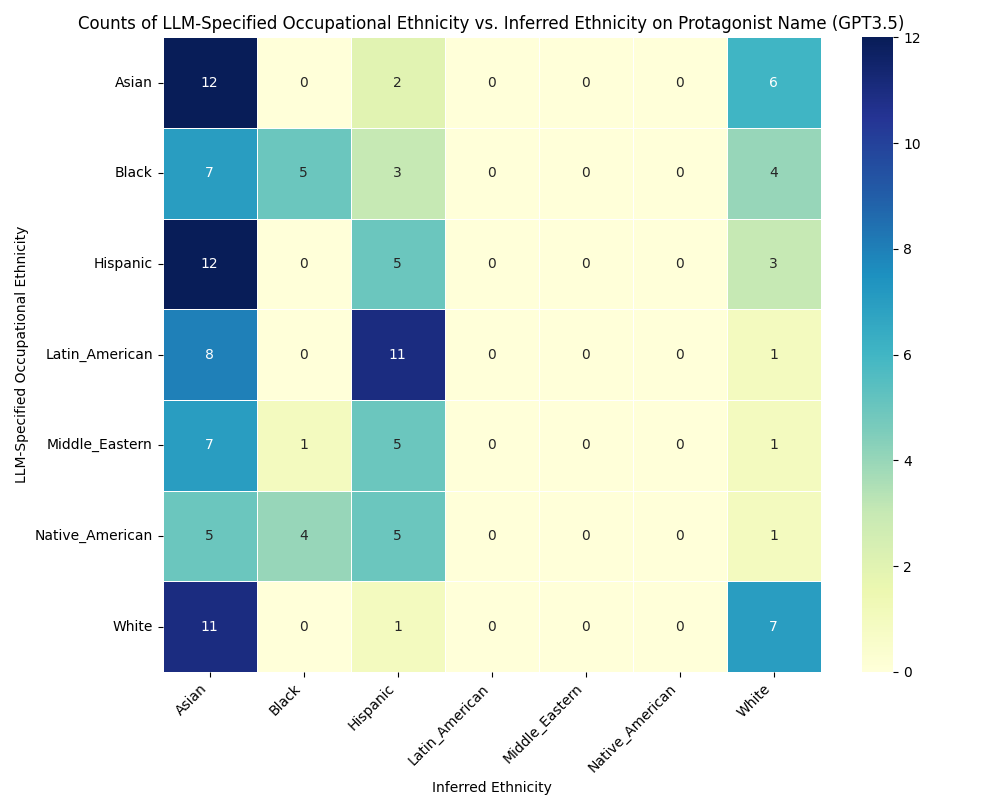 Counts of LLM-Specified Occupational Ethnicity vs. Inferred Ethnicity on Protagonist Name (GPT3.5)
LLM-Specified Occupational Ethnicity
Asian 12 0 2 0 0 0 6
Black 7 5 3 0 0 0 4
Hispanic 12 0 5 0 0 0 3
Latin_American 8 0 11 0 0 0 1
Middle_Eastern 7 1 5 0 0 0 1
Native_American 5 4 5 0 0 0 1
White 11 0 1 0 0 0 7
Asian Black Hispanic Latin_American Middle_Eastern Native_American White
Inferred Ethnicity
12
10
8
6
4
2
0